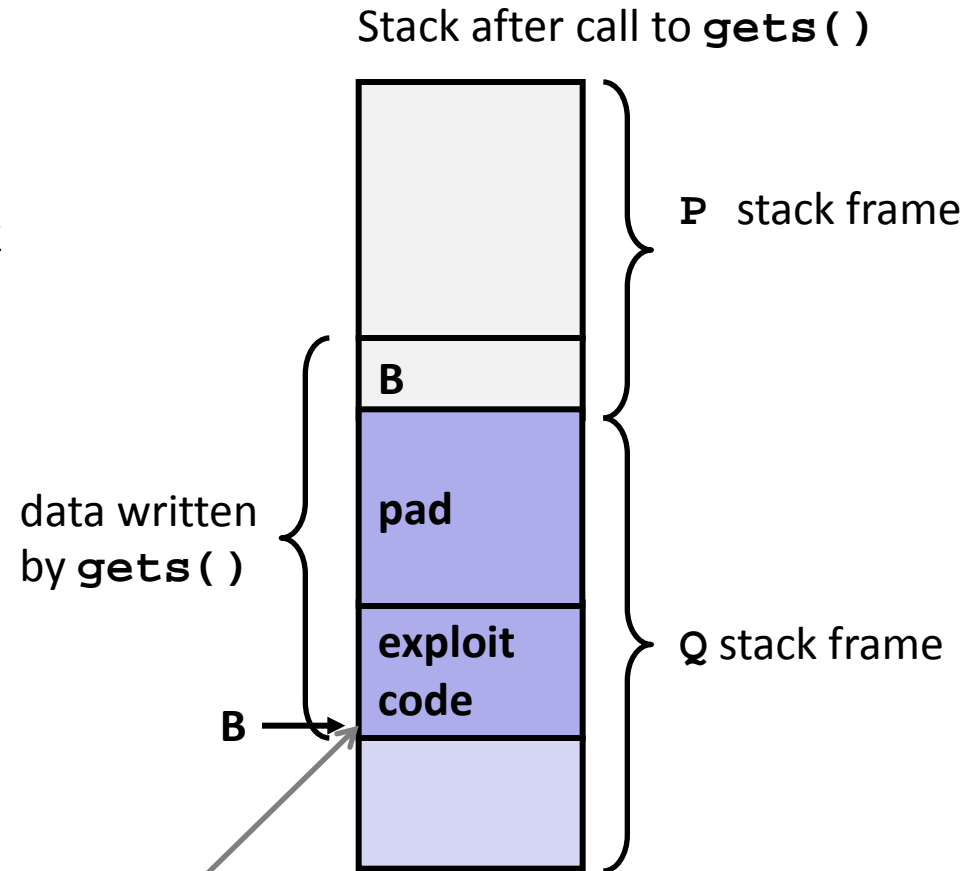 Stack after call to gets()
P stack frame
B
data written
by gets()
pad
exploit
code
Q stack frame
B